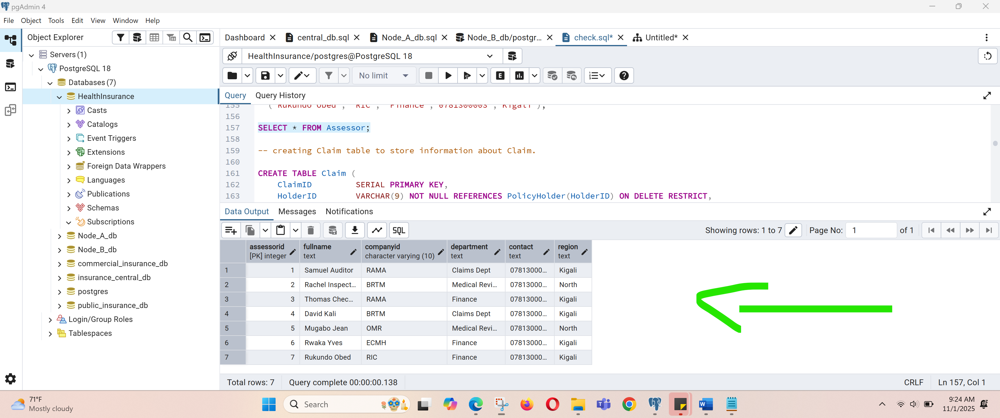 pgAdmin 4
File Object Tools Edit View Window Help
Object Explorer
Servers (1)
PostgreSQL 18
Databases (7)
HealthInsurance
Casts
Catalogs
Event Triggers
Extensions
Foreign Data Wrappers
Languages
Publications
Schemas
Subscriptions
Node_A_db
Node_B_db
commercial_insurance_db
insurance_central_db
postgres
public_insurance_db
Login/Group Roles
Tablespaces
Dashboard central_db.sql Node_A_db.sql Node_B_db/postgr... check.sql* Untitled*
HealthInsurance/postgres@PostgreSQL 18
No limit E
Query Query History
155 ('Rukundo Obed', 'RIC', 'Finance','0781300003','Kigali');
156
157 SELECT * FROM Assessor;
158
159 -- creating Claim table to store information about Claim.
160
161 CREATE TABLE Claim (
162 ClaimID SERIAL PRIMARY KEY,
163 HolderID VARCHAR(9) NOT NULL REFERENCES PolicyHolder(HolderID) ON DELETE RESTRICT,
Data Output Messages Notifications
SQL Showing rows: 1 to 7 Page No: 1 of 1
assessorid fullname companyid department contact region
[PK] integer text character varying (10) text text text
1 1 Samuel Auditor RAMA Claims Dept 07813000... Kigali
2 2 Rachel Inspect... BRTM Medical Revi... 07813000... North
3 3 Thomas Chec... RAMA Finance 07813000... Kigali
4 4 David Kali BRTM Claims Dept 07813000... Kigali
5 5 Mugabo Jean OMR Medical Revi... 07813000... North
6 6 Rwaka Yves ECMH Finance 07813000... Kigali
7 7 Rukundo Obed RIC Finance 07813000... Kigali
Total rows: 7 Query complete 00:00:00.138 CRLF Ln 157, Col 1
71°F
Mostly cloudy
Search
9:24 AM
11/1/2025